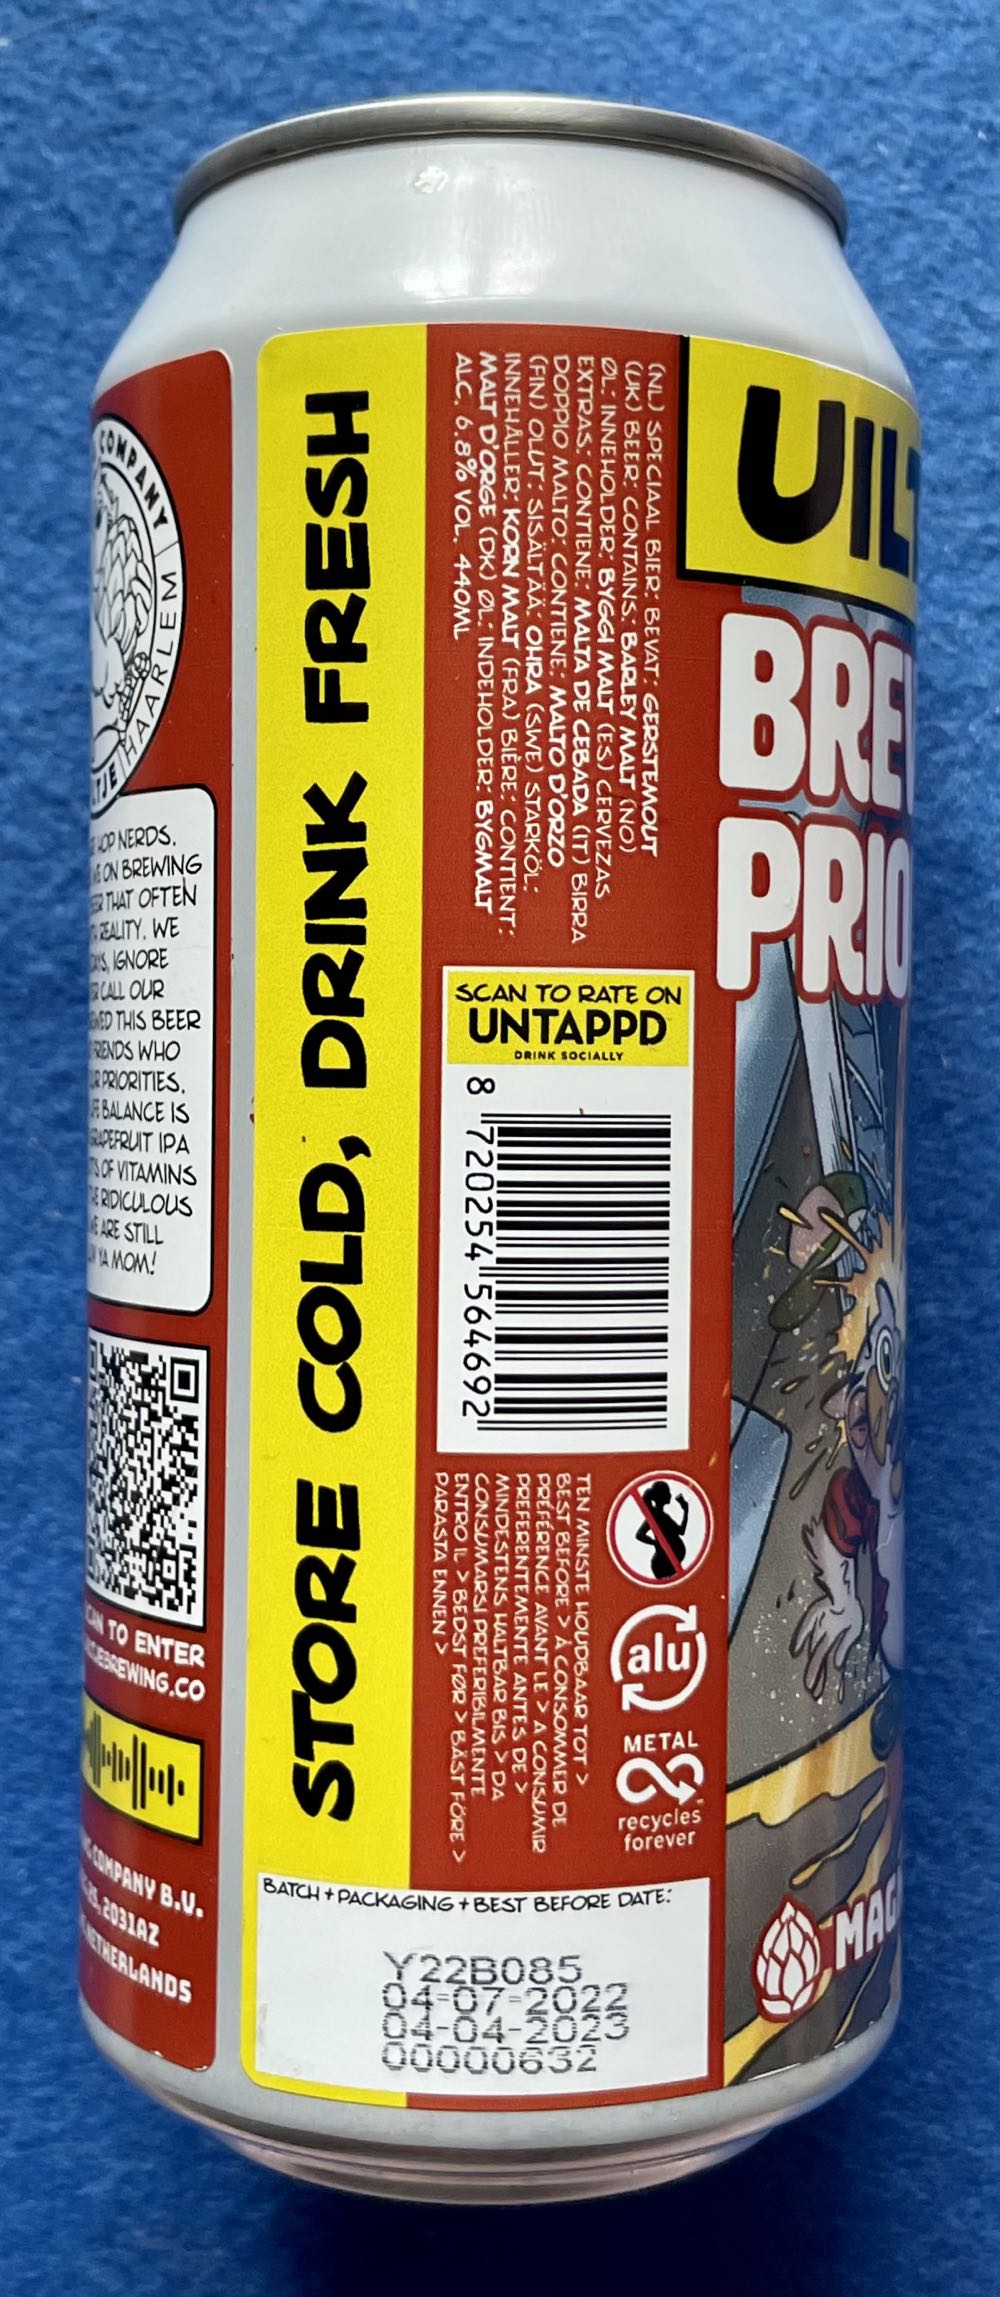 COMPANY
HAARLEM
HOP NERDS.
ON BREWING
THAT OFTEN
REALITY. WE
IGNORE
CALL OUR
THIS BEER
WHO
PRIORITIES.
BALANCE IS
GRAPEFRUIT IPA
OF VITAMINS
RIDICULOUS
ARE STILL
YA MOM!
TO ENTER
COMPANY B.V.
2031AZ
NETHERLANDS
STORE COLD, DRINK FRESH
(NL) SPECIAAL BIER; BEVAT: GERSTEMOUT
(UK) BEER; CONTAINS: BARLEY MALT (NO)
ØL; INNEHOLDER: BYGGI MALT (ES) CERVEZAS
EXTRAS; CONTIENE: MALTA DE CEBADA (IT) BIRRA
DOPPIO MALTO; CONTIENE: MALTO D'ORZO
(FIN) OLUT; SISÄLTÄÄ: OHRA (SWE) STARKÖL;
INNEHÅLLER: KORN MALT (FRA) BIÈRE; CONTIENT:
MALT D'ORGE (DK) ØL; INDEHOLDER: BYGMALT
ALC. 6.8% VOL. 440ML
SCAN TO RATE ON
UNTAPPD
DRINK SOCIALLY
8 720254 564692
TEN MINSTE HOUDBAAR TOT >
BEST BEFORE > À CONSOMMER DE
PRÉFÉRENCE AVANT LE > A CONSUMIR
PREFERENTEMENTE ANTES DE >
MINDESTENS HALTBAR BIS > DA
CONSUMARSI PREFERIBILMENTE
ENTRO IL > BEDST FØR > BÄST FÖRE >
PARASTA ENNEN >
alu
METAL
recycles
forever
BATCH + PACKAGING + BEST BEFORE DATE:
Y22B085
04-07-2022
04-04-2023
00000632